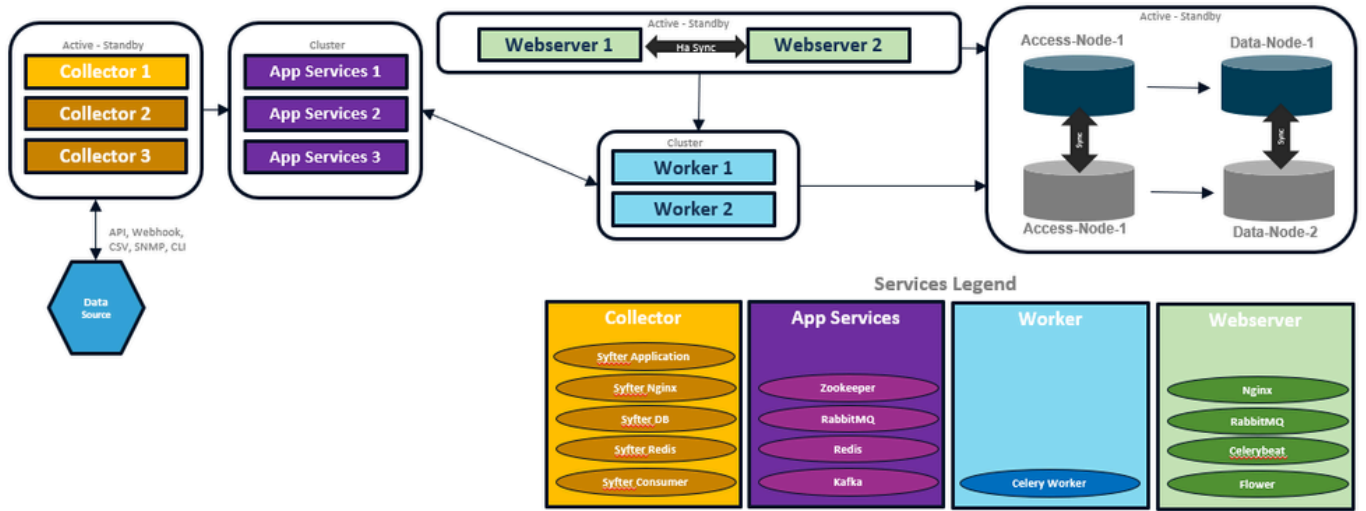 Active - Standby
Collector 1
Collector 2
Collector 3
API, Webhook,
CSV, SNMP, CLI
Data
Source
Cluster
App Services 1
App Services 2
App Services 3
Active - Standby
Webserver 1
Ha Sync
Webserver 2
Cluster
Worker 1
Worker 2
Active - Standby
Access-Node-1
Data-Node-1
Sync
Sync
Access-Node-1
Data-Node-2
Services Legend
Collector
Syfter Application
Syfter Nginx
Syfter DB
Syfter Redis
Syfter Consumer
App Services
Zookeeper
RabbitMQ
Redis
Kafka
Worker
Celery Worker
Webserver
Nginx
RabbitMQ
Celerybeat
Flower